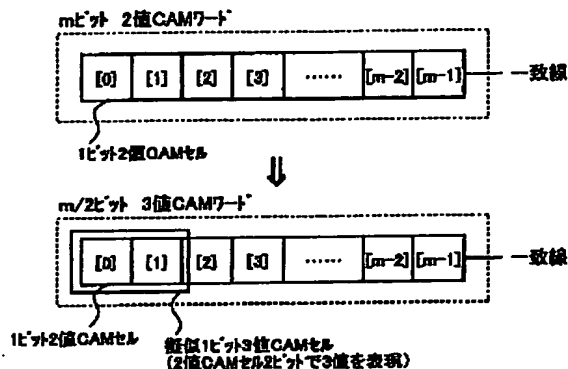 mﾋﾞｯﾄ 2値CAMﾜｰﾄﾞ
[0] [1] [2] [3] ...... [m-2] [m-1] 一致線
1ﾋﾞｯﾄ2値CAMｾﾙ
⇓
m/2ﾋﾞｯﾄ 3値CAMﾜｰﾄﾞ
[0] [1] [2] [3] ...... [m-2] [m-1] 一致線
1ﾋﾞｯﾄ2値CAMｾﾙ
擬似1ﾋﾞｯﾄ3値CAMｾﾙ
(2値CAMｾﾙ2ﾋﾞｯﾄで3値を表現)